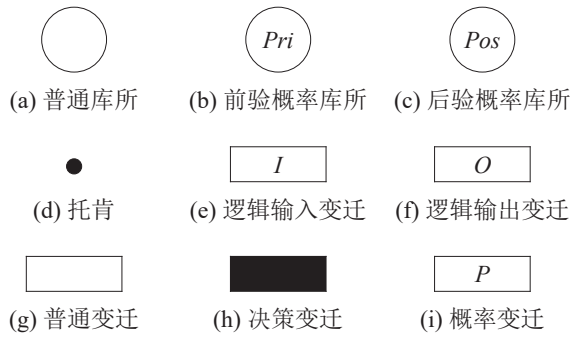 Pri Pos
(a) 普通库所 (b) 前验概率库所 (c) 后验概率库所
I O
(d) 托肯 (e) 逻辑输入变迁 (f) 逻辑输出变迁
P
(g) 普通变迁 (h) 决策变迁 (i) 概率变迁